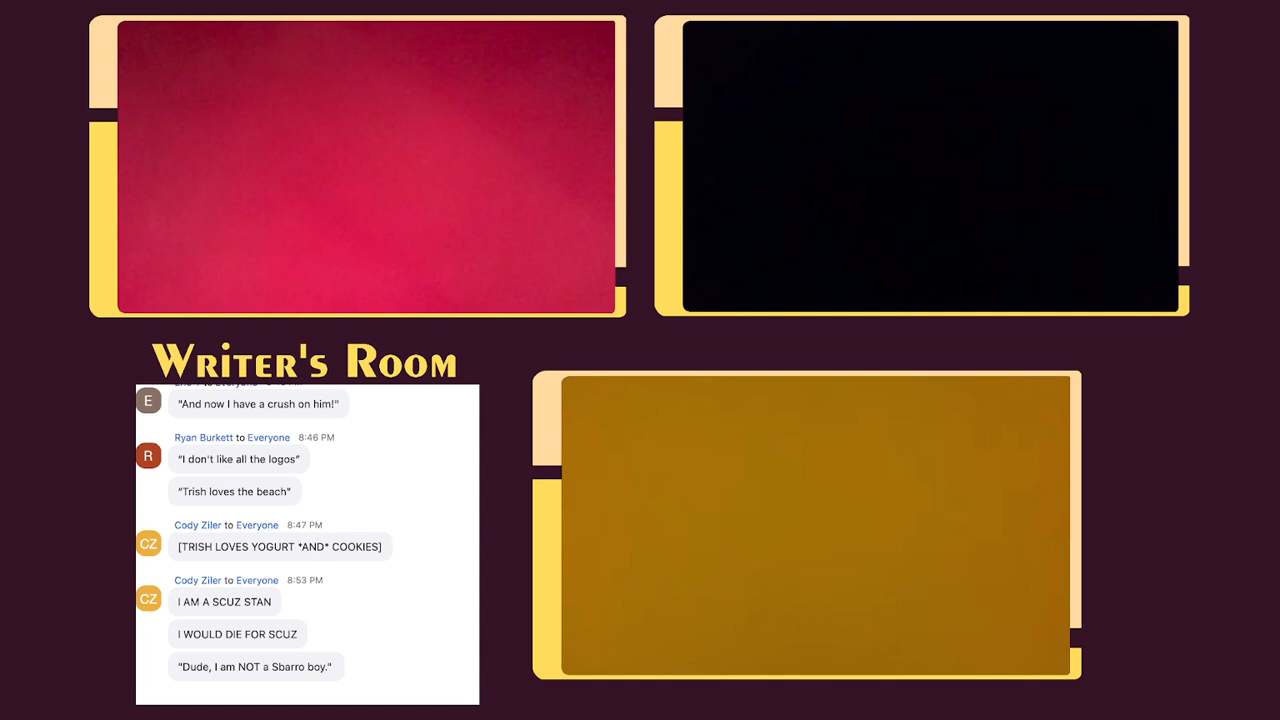 Writer's Room
E
"And now I have a crush on him!"
Ryan Burkett to Everyone 8:46 PM
R
"I don't like all the logos"
"Trish loves the beach"
Cody Ziler to Everyone 8:47 PM
CZ
[TRISH LOVES YOGURT *AND* COOKIES]
Cody Ziler to Everyone 8:53 PM
CZ
I AM A SCUZ STAN
I WOULD DIE FOR SCUZ
"Dude, I am NOT a Sbarro boy."